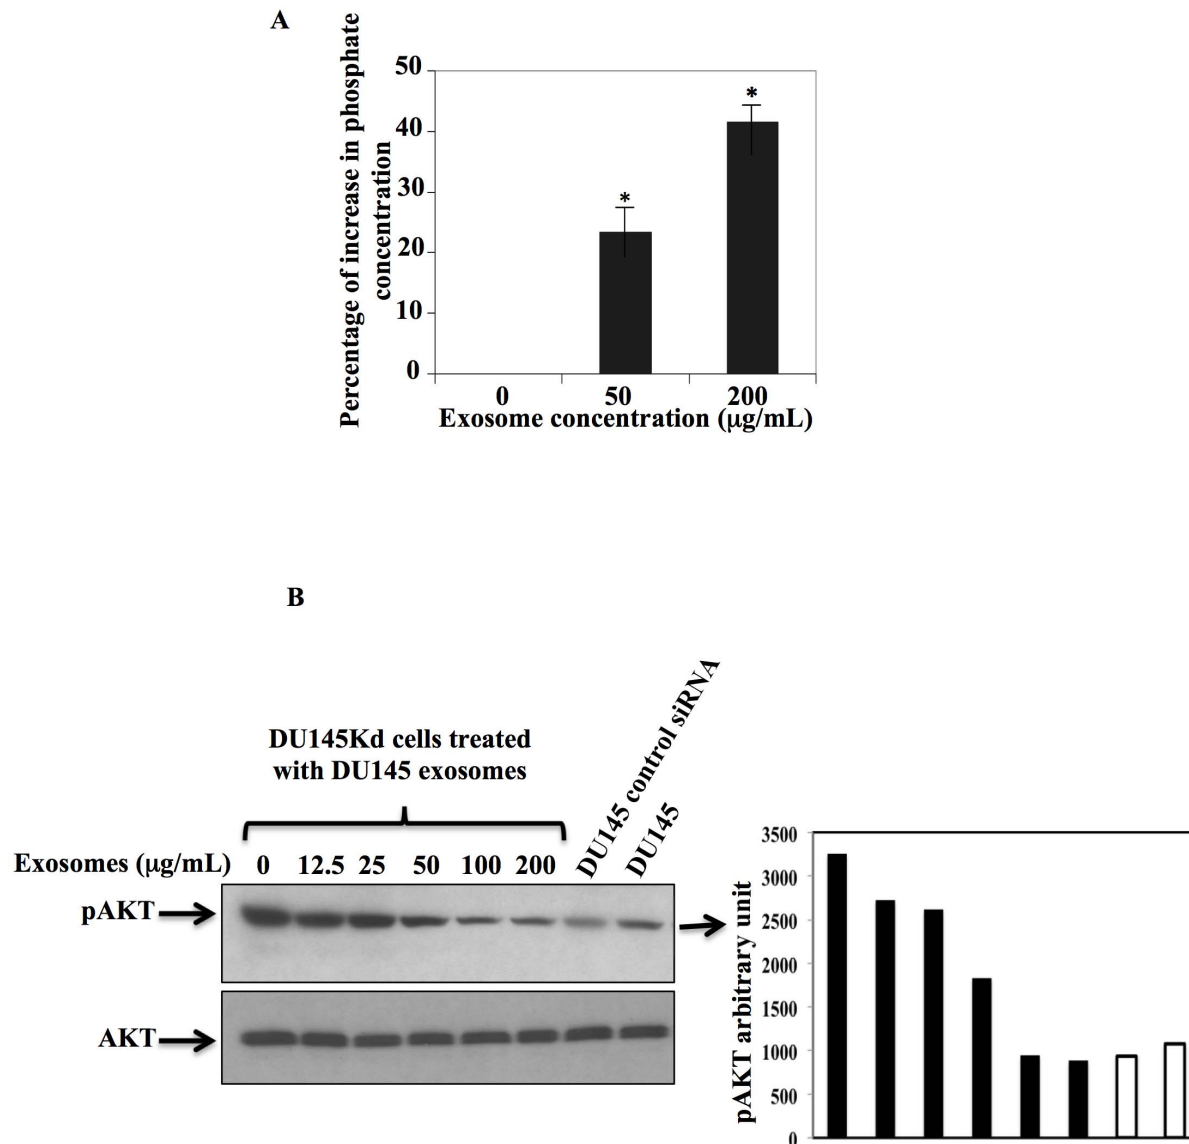 A
Percentage of increase in phosphate
concentration
50
40
30
20
10
0
*
*
0 50 200
Exosome concentration (µg/mL)
B
DU145Kd cells treated
with DU145 exosomes
DU145 control siRNA
DU145
Exosomes (µg/mL) 0 12.5 25 50 100 200
pAKT
AKT
pAKT arbitrary unit
3500
3000
2500
2000
1500
1000
500
0